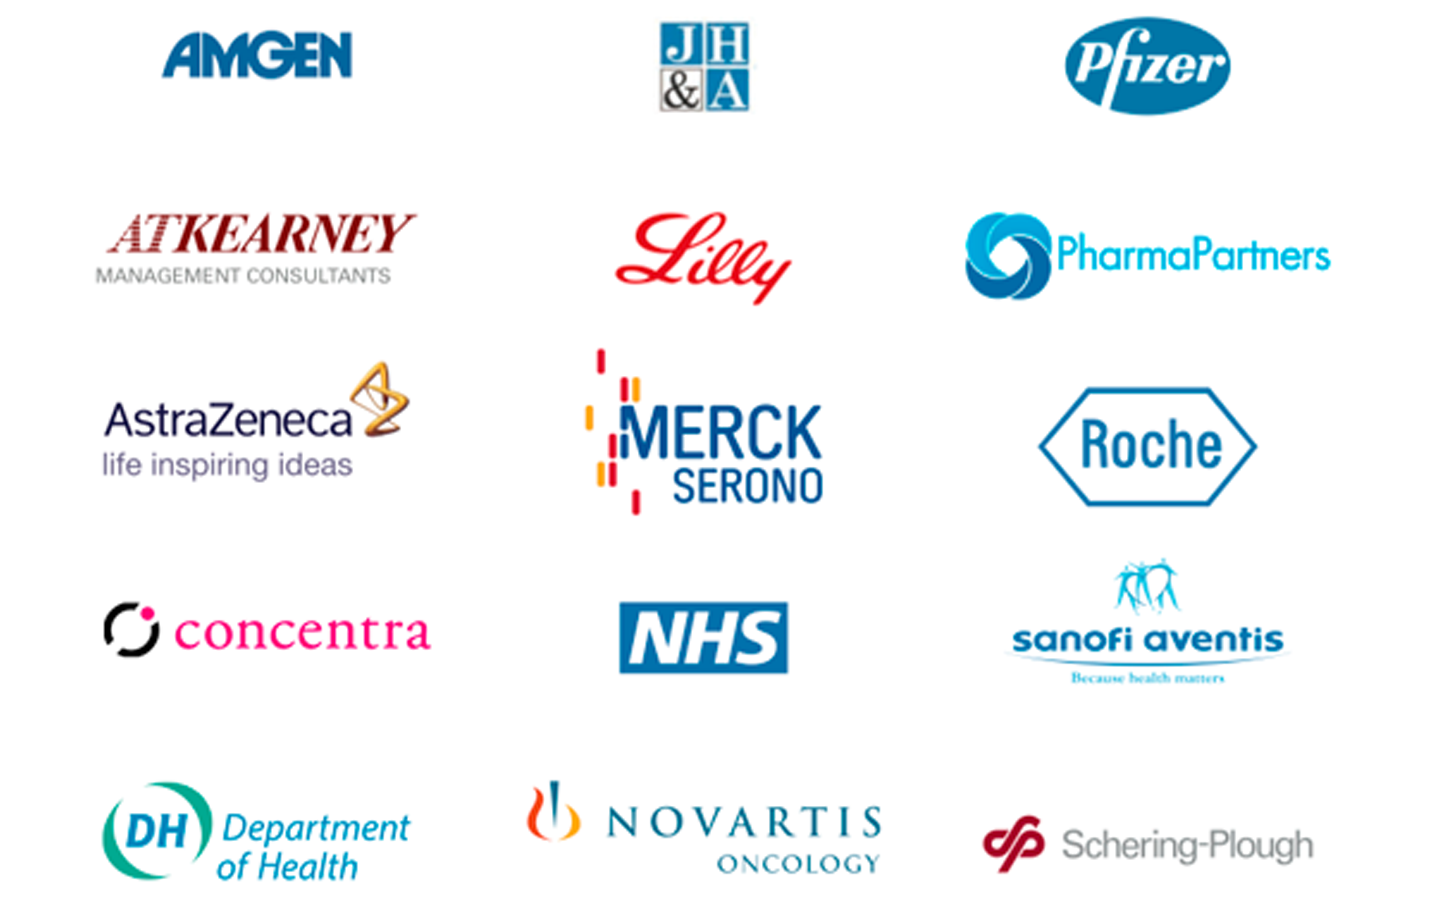 AMGEN
JH
&A
Pfizer
ATKEARNEY
MANAGEMENT CONSULTANTS
Lilly
PharmaPartners
AstraZeneca
life inspiring ideas
MERCK
SERONO
Roche
concentra
NHS
sanofi aventis
Because health matters
DH Department
of Health
NOVARTIS
ONCOLOGY
Schering-Plough